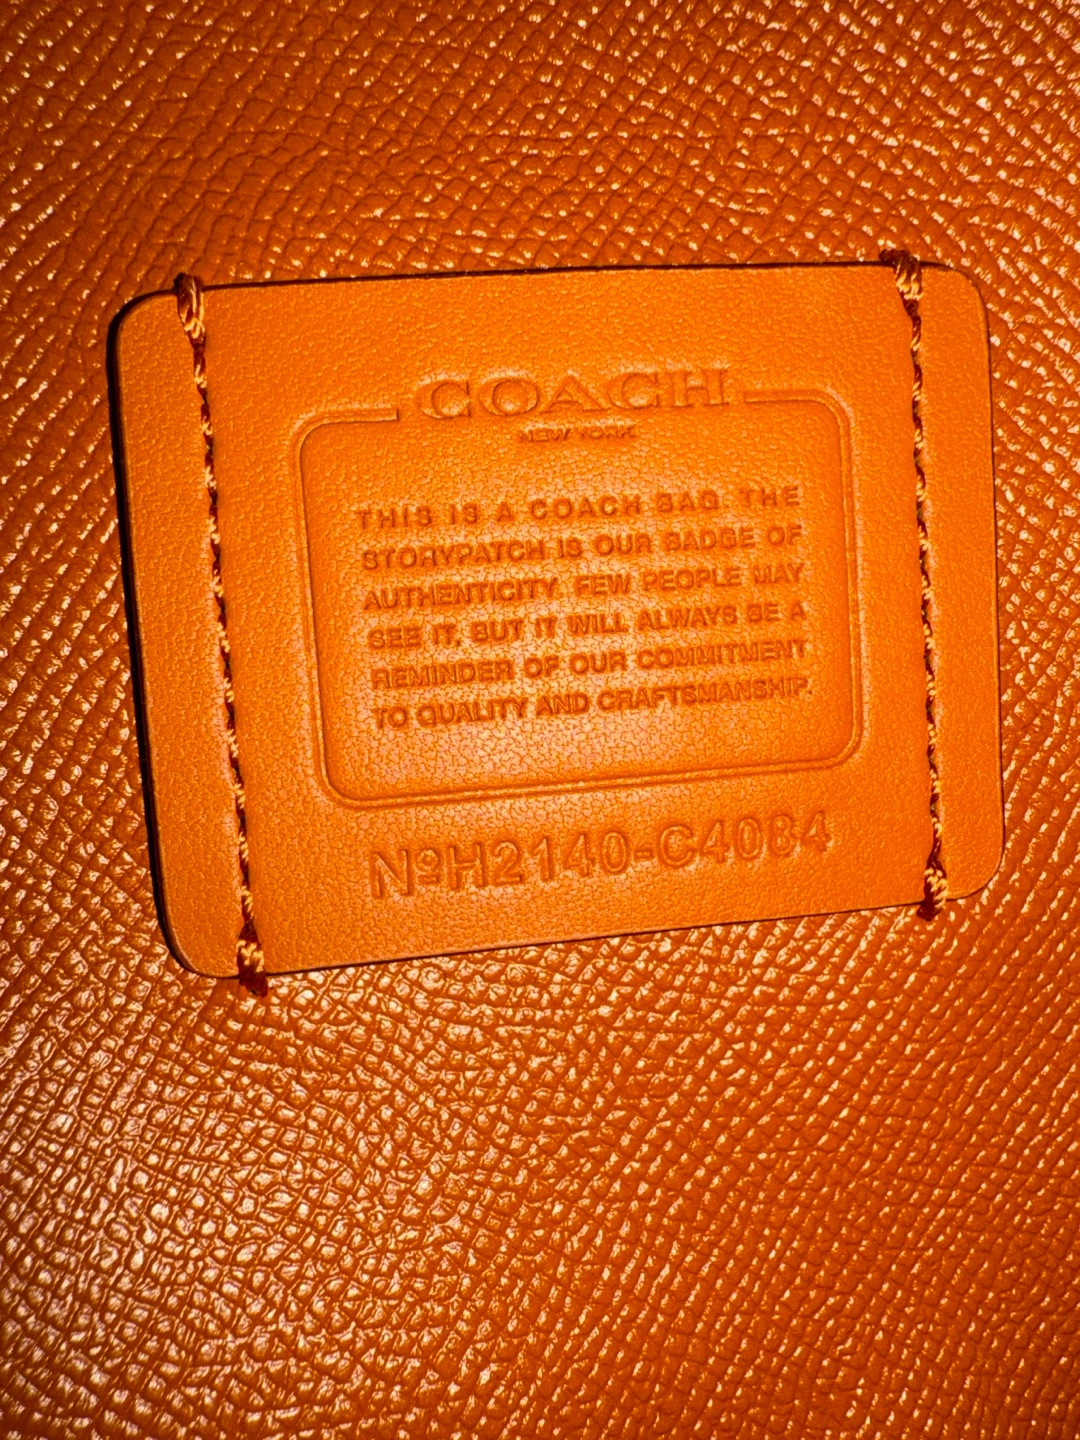 COACH
NEW YORK
THIS IS A COACH BAG. THE
STORYPATCH IS OUR BADGE OF
AUTHENTICITY. FEW PEOPLE MAY
SEE IT, BUT IT WILL ALWAYS BE A
REMINDER OF OUR COMMITMENT
TO QUALITY AND CRAFTSMANSHIP.
NºH2140-C4084